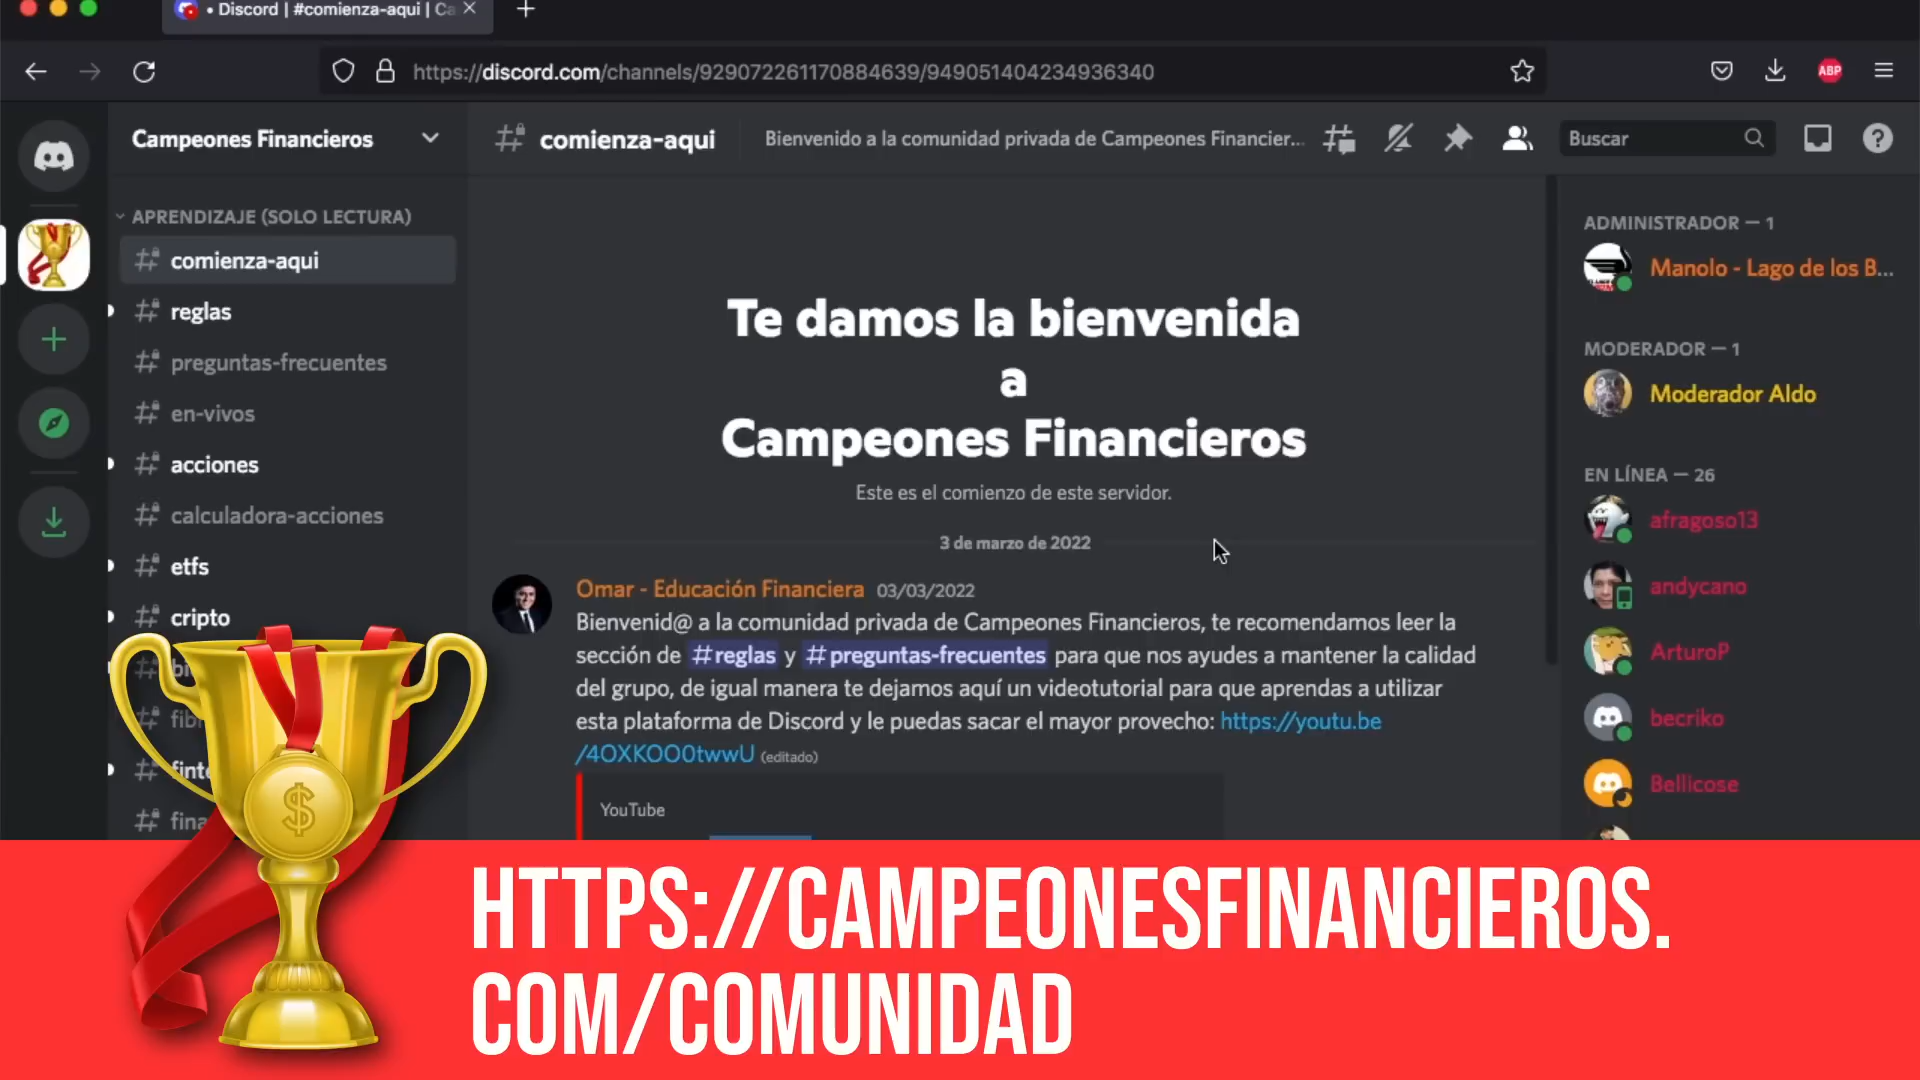 • Discord | #comienza-aqui | Ca
https://discord.com/channels/929072261170884639/949051404234936340
ABP
Campeones Financieros
comienza-aqui
Bienvenido a la comunidad privada de Campeones Financier...
Buscar
APRENDIZAJE (SOLO LECTURA)
comienza-aqui
reglas
preguntas-frecuentes
en-vivos
acciones
calculadora-acciones
etfs
cripto
Te damos la bienvenida
a
Campeones Financieros
Este es el comienzo de este servidor.
3 de marzo de 2022
Omar - Educación Financiera 03/03/2022
Bienvenid@ a la comunidad privada de Campeones Financieros, te recomendamos leer la
sección de #reglas y #preguntas-frecuentes para que nos ayudes a mantener la calidad
del grupo, de igual manera te dejamos aquí un videotutorial para que aprendas a utilizar
esta plataforma de Discord y le puedas sacar el mayor provecho: https://youtu.be
/4OXKOO0twwU (editado)
YouTube
ADMINISTRADOR — 1
Manolo - Lago de los B...
MODERADOR — 1
Moderador Aldo
EN LÍNEA — 26
afragoso13
andycano
ArturoP
becriko
Bellicose
$
HTTPS://CAMPEONESFINANCIEROS.
COM/COMUNIDAD